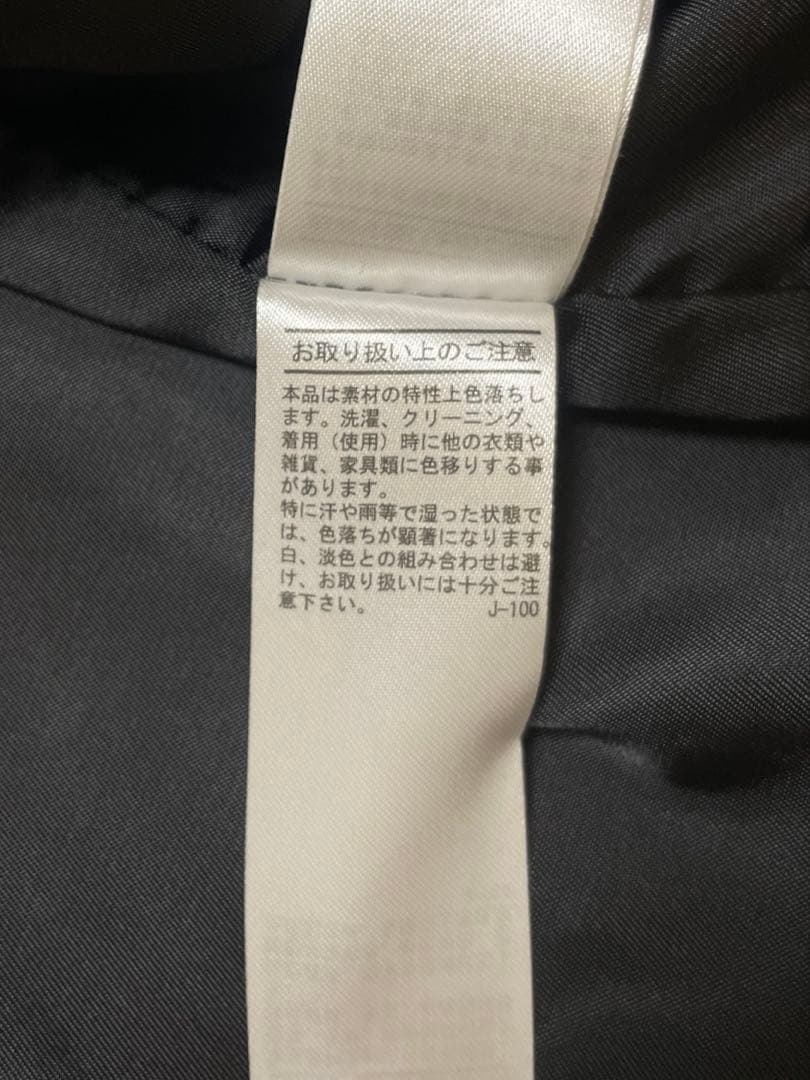 お取り扱い上のご注意
本品は素材の特性上色落ちし
ます。洗濯、クリーニング、
着用（使用）時に他の衣類や
雑貨、家具類に色移りする事
があります。
特に汗や雨等で湿った状態で
は、色落ちが顕著になります。
白、淡色との組み合わせは避
け、お取り扱いには十分ご注
意下さい。 J-100